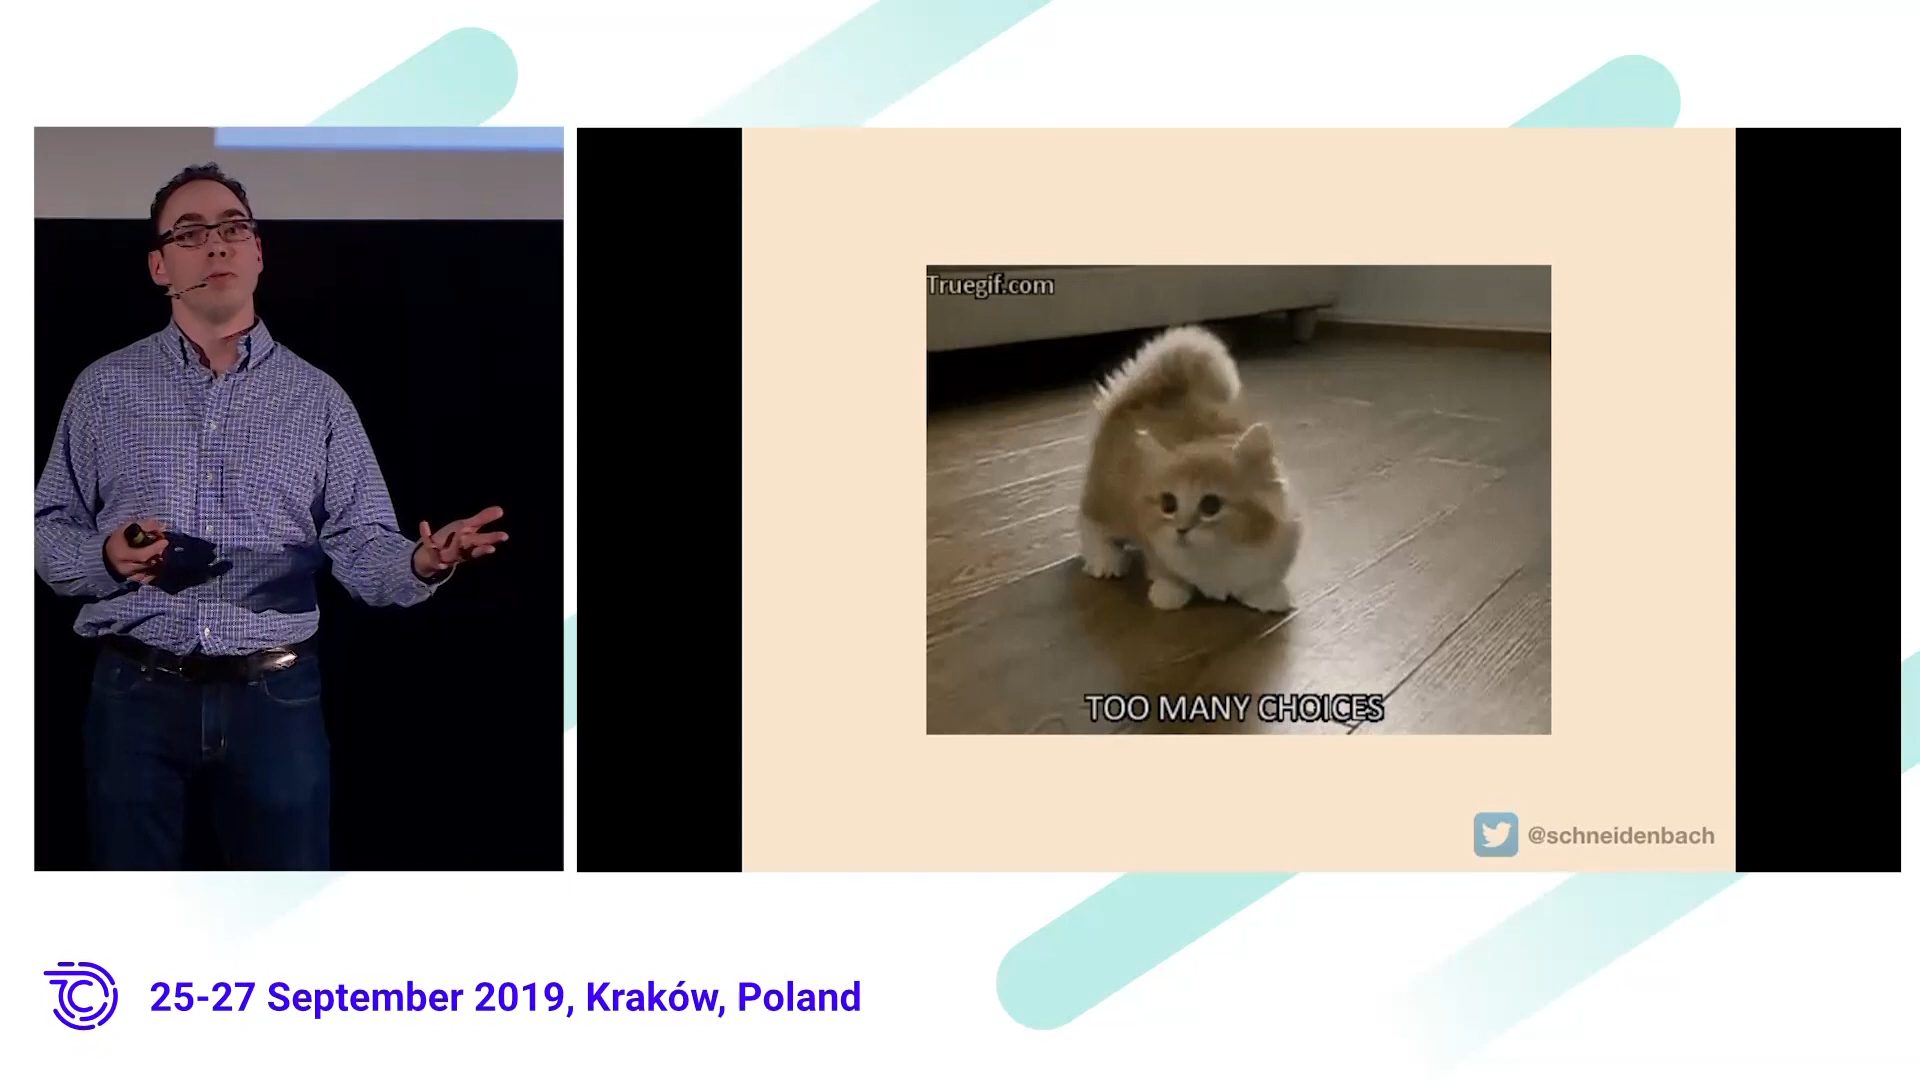 Truegif.com
TOO MANY CHOICES
@schneidenbach
25-27 September 2019, Kraków, Poland